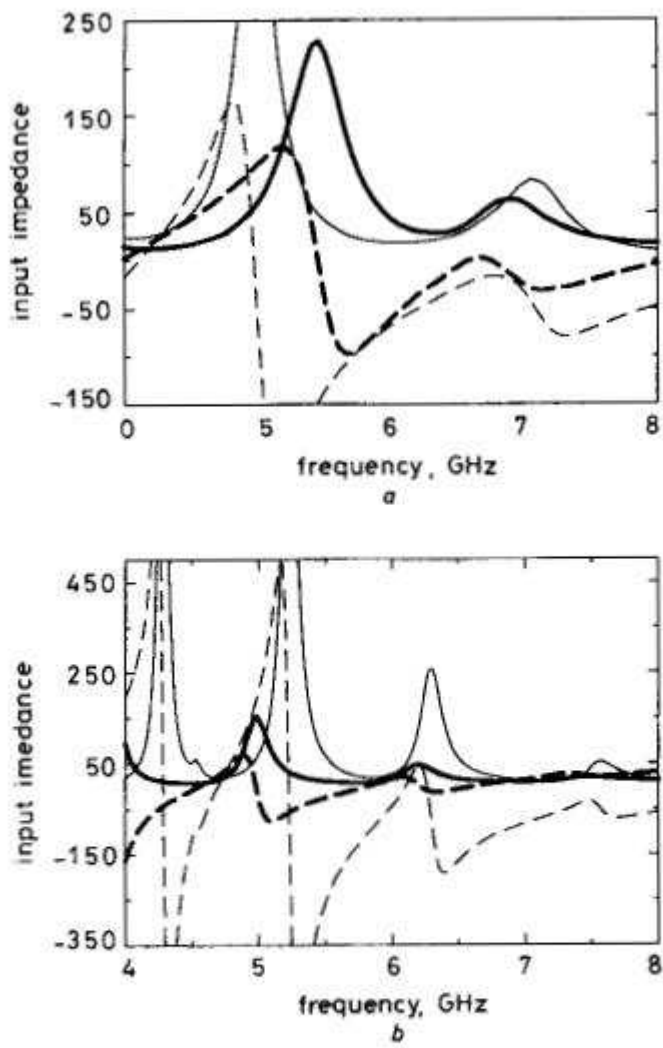 250
150
50
-50
-150
input impedance
0 5 6 7 8
frequency, GHz
a
450
250
50
-150
-350
input imedance
4 5 6 7 8
frequency, GHz
b